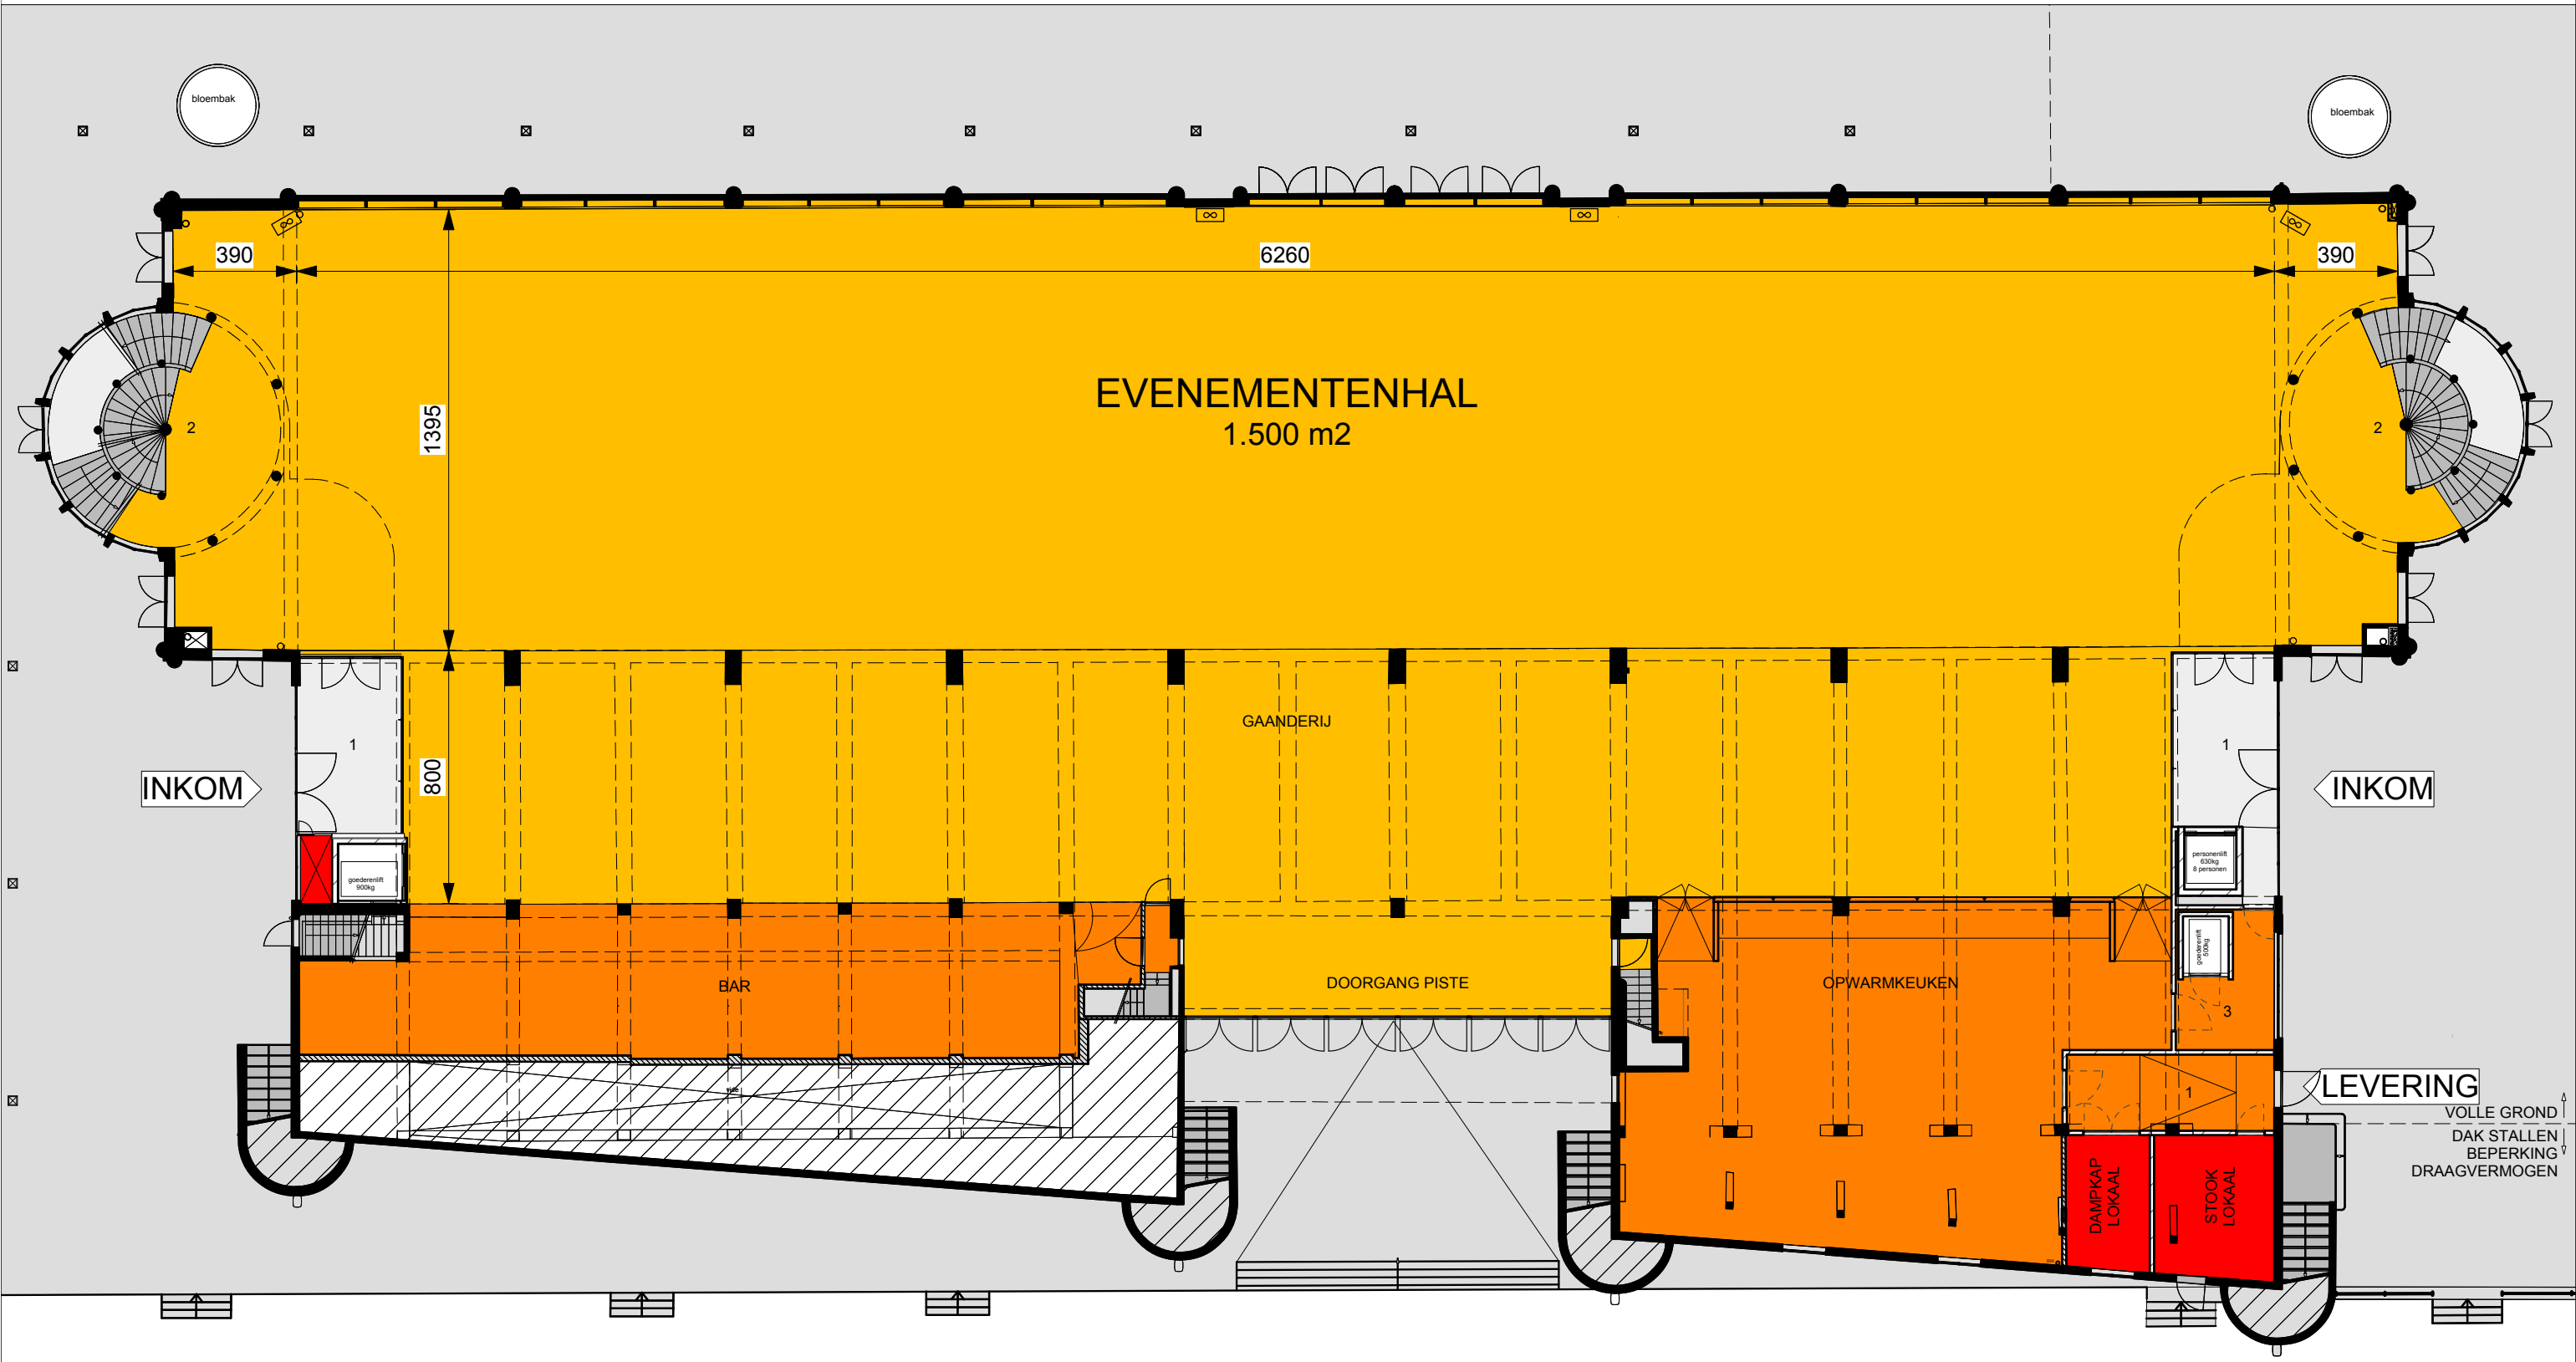 bloembak
bloembak
390
6260
390
EVENEMENTENHAL
1.500 m2
1395
2
2
GAANDERIJ
1
1
800
INKOM
INKOM
personenlift
630kg
8 personen
goederenlift
900kg
goederenlift
500kg
BAR
DOORGANG PISTE
OPWARMKEUKEN
3
1
LEVERING
VOLLE GROND
DAK STALLEN
BEPERKING
DRAAGVERMOGEN
DAMPKAP
LOKAAL
STOOK
LOKAAL